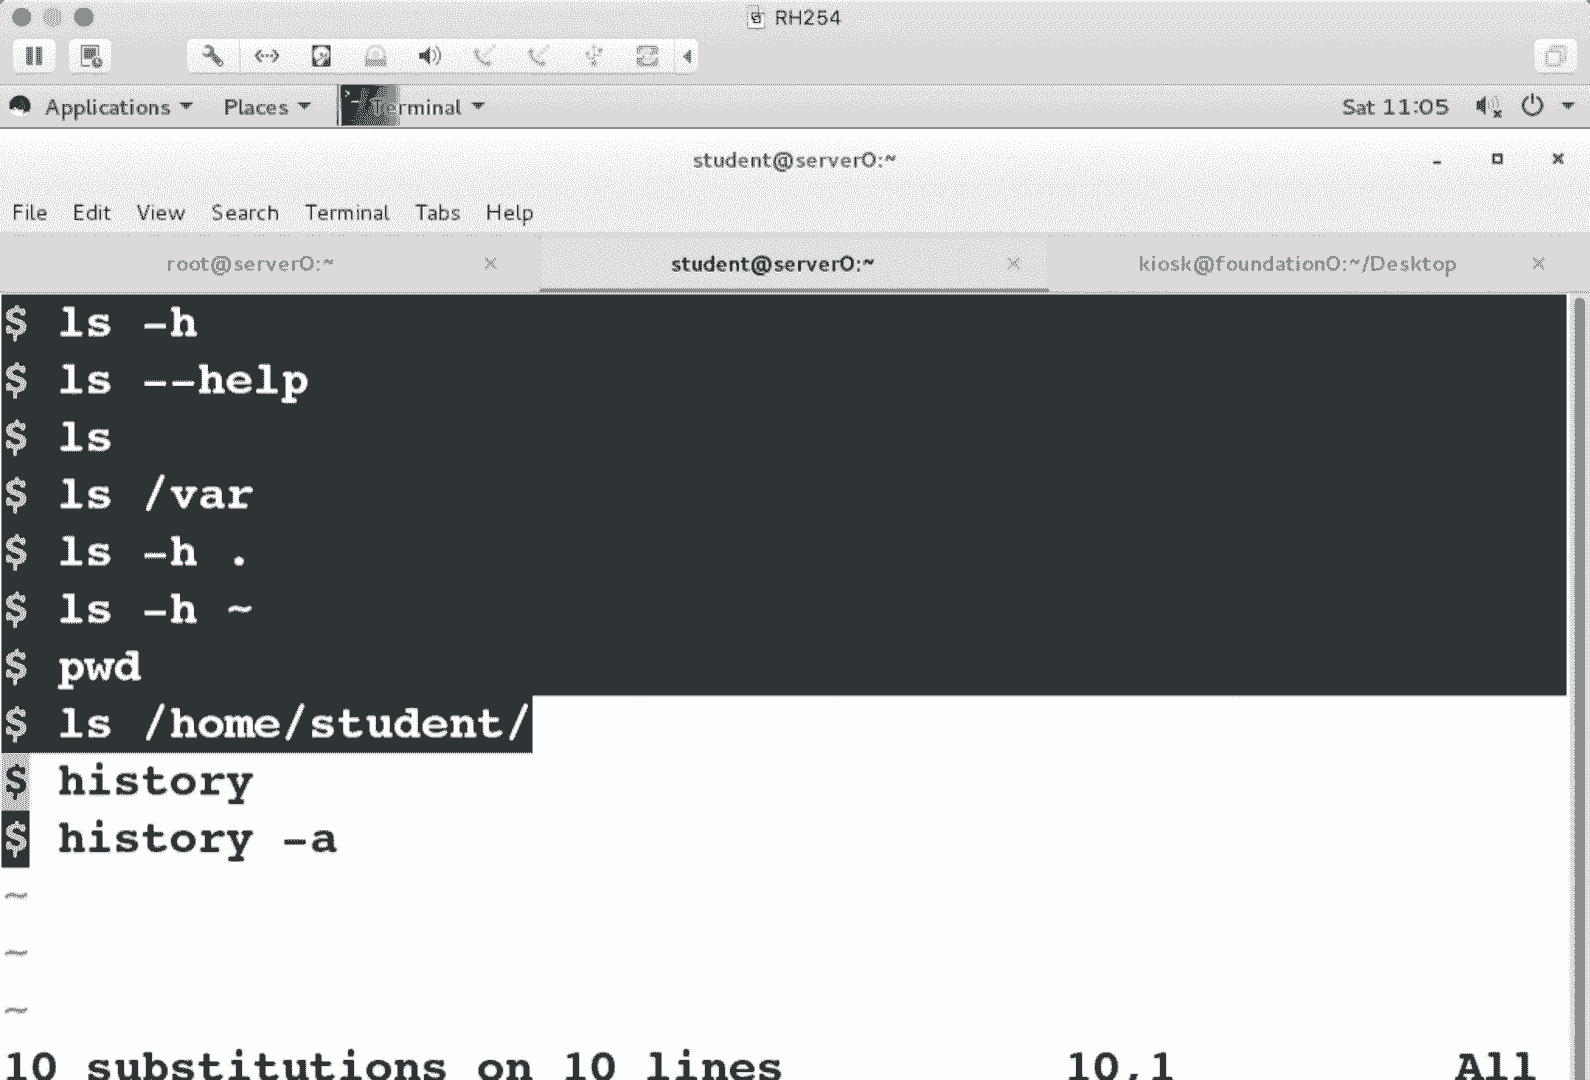 RH254
Applications Places Terminal Sat 11:05
student@server0:~
File Edit View Search Terminal Tabs Help
root@server0:~ student@server0:~ kiosk@foundation0:~/Desktop
$ ls -h
$ ls --help
$ ls
$ ls /var
$ ls -h .
$ ls -h ~
$ pwd
$ ls /home/student/
$ history
$ history -a
~
~
~
10 substitutions on 10 lines 10,1 All